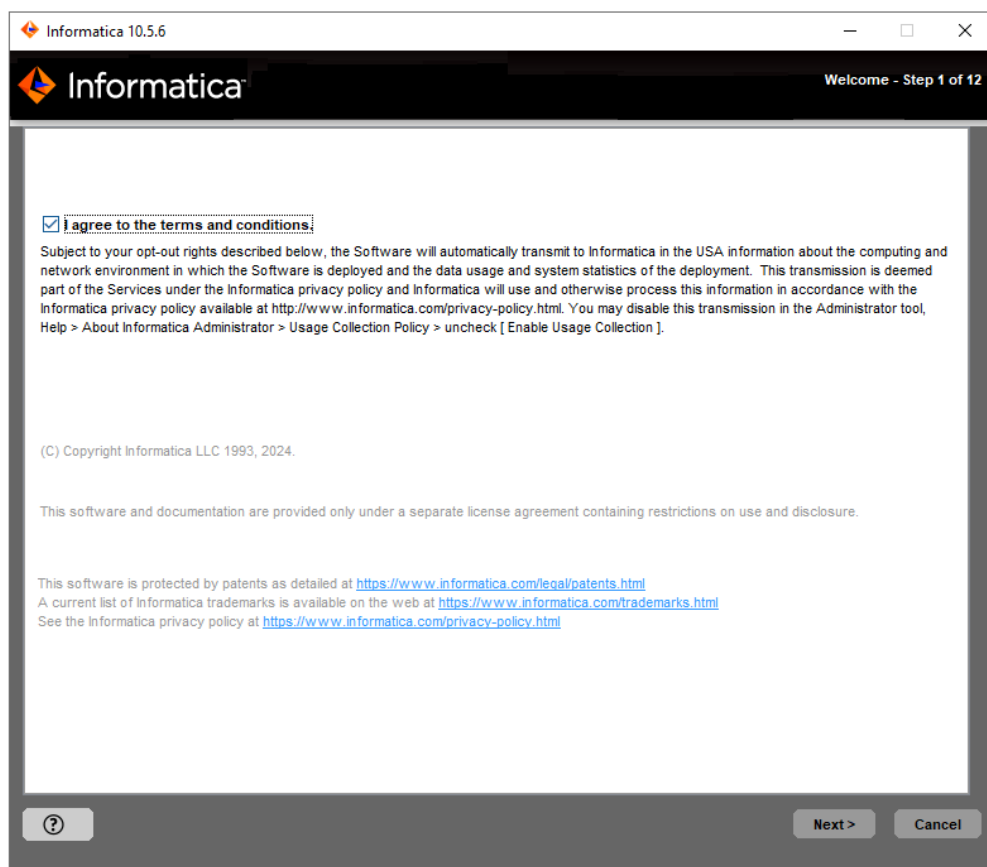 Informatica 10.5.6
Informatica
Welcome - Step 1 of 12
I agree to the terms and conditions.
Subject to your opt-out rights described below, the Software will automatically transmit to Informatica in the USA information about the computing and
network environment in which the Software is deployed and the data usage and system statistics of the deployment. This transmission is deemed
part of the Services under the Informatica privacy policy and Informatica will use and otherwise process this information in accordance with the
Informatica privacy policy available at http://www.informatica.com/privacy-policy.html. You may disable this transmission in the Administrator tool,
Help > About Informatica Administrator > Usage Collection Policy > uncheck [ Enable Usage Collection ].
(C) Copyright Informatica LLC 1993, 2024.
This software and documentation are provided only under a separate license agreement containing restrictions on use and disclosure.
This software is protected by patents as detailed at https://www.informatica.com/legal/patents.html
A current list of Informatica trademarks is available on the web at https://www.informatica.com/trademarks.html
See the Informatica privacy policy at https://www.informatica.com/privacy-policy.html
?
Next >
Cancel